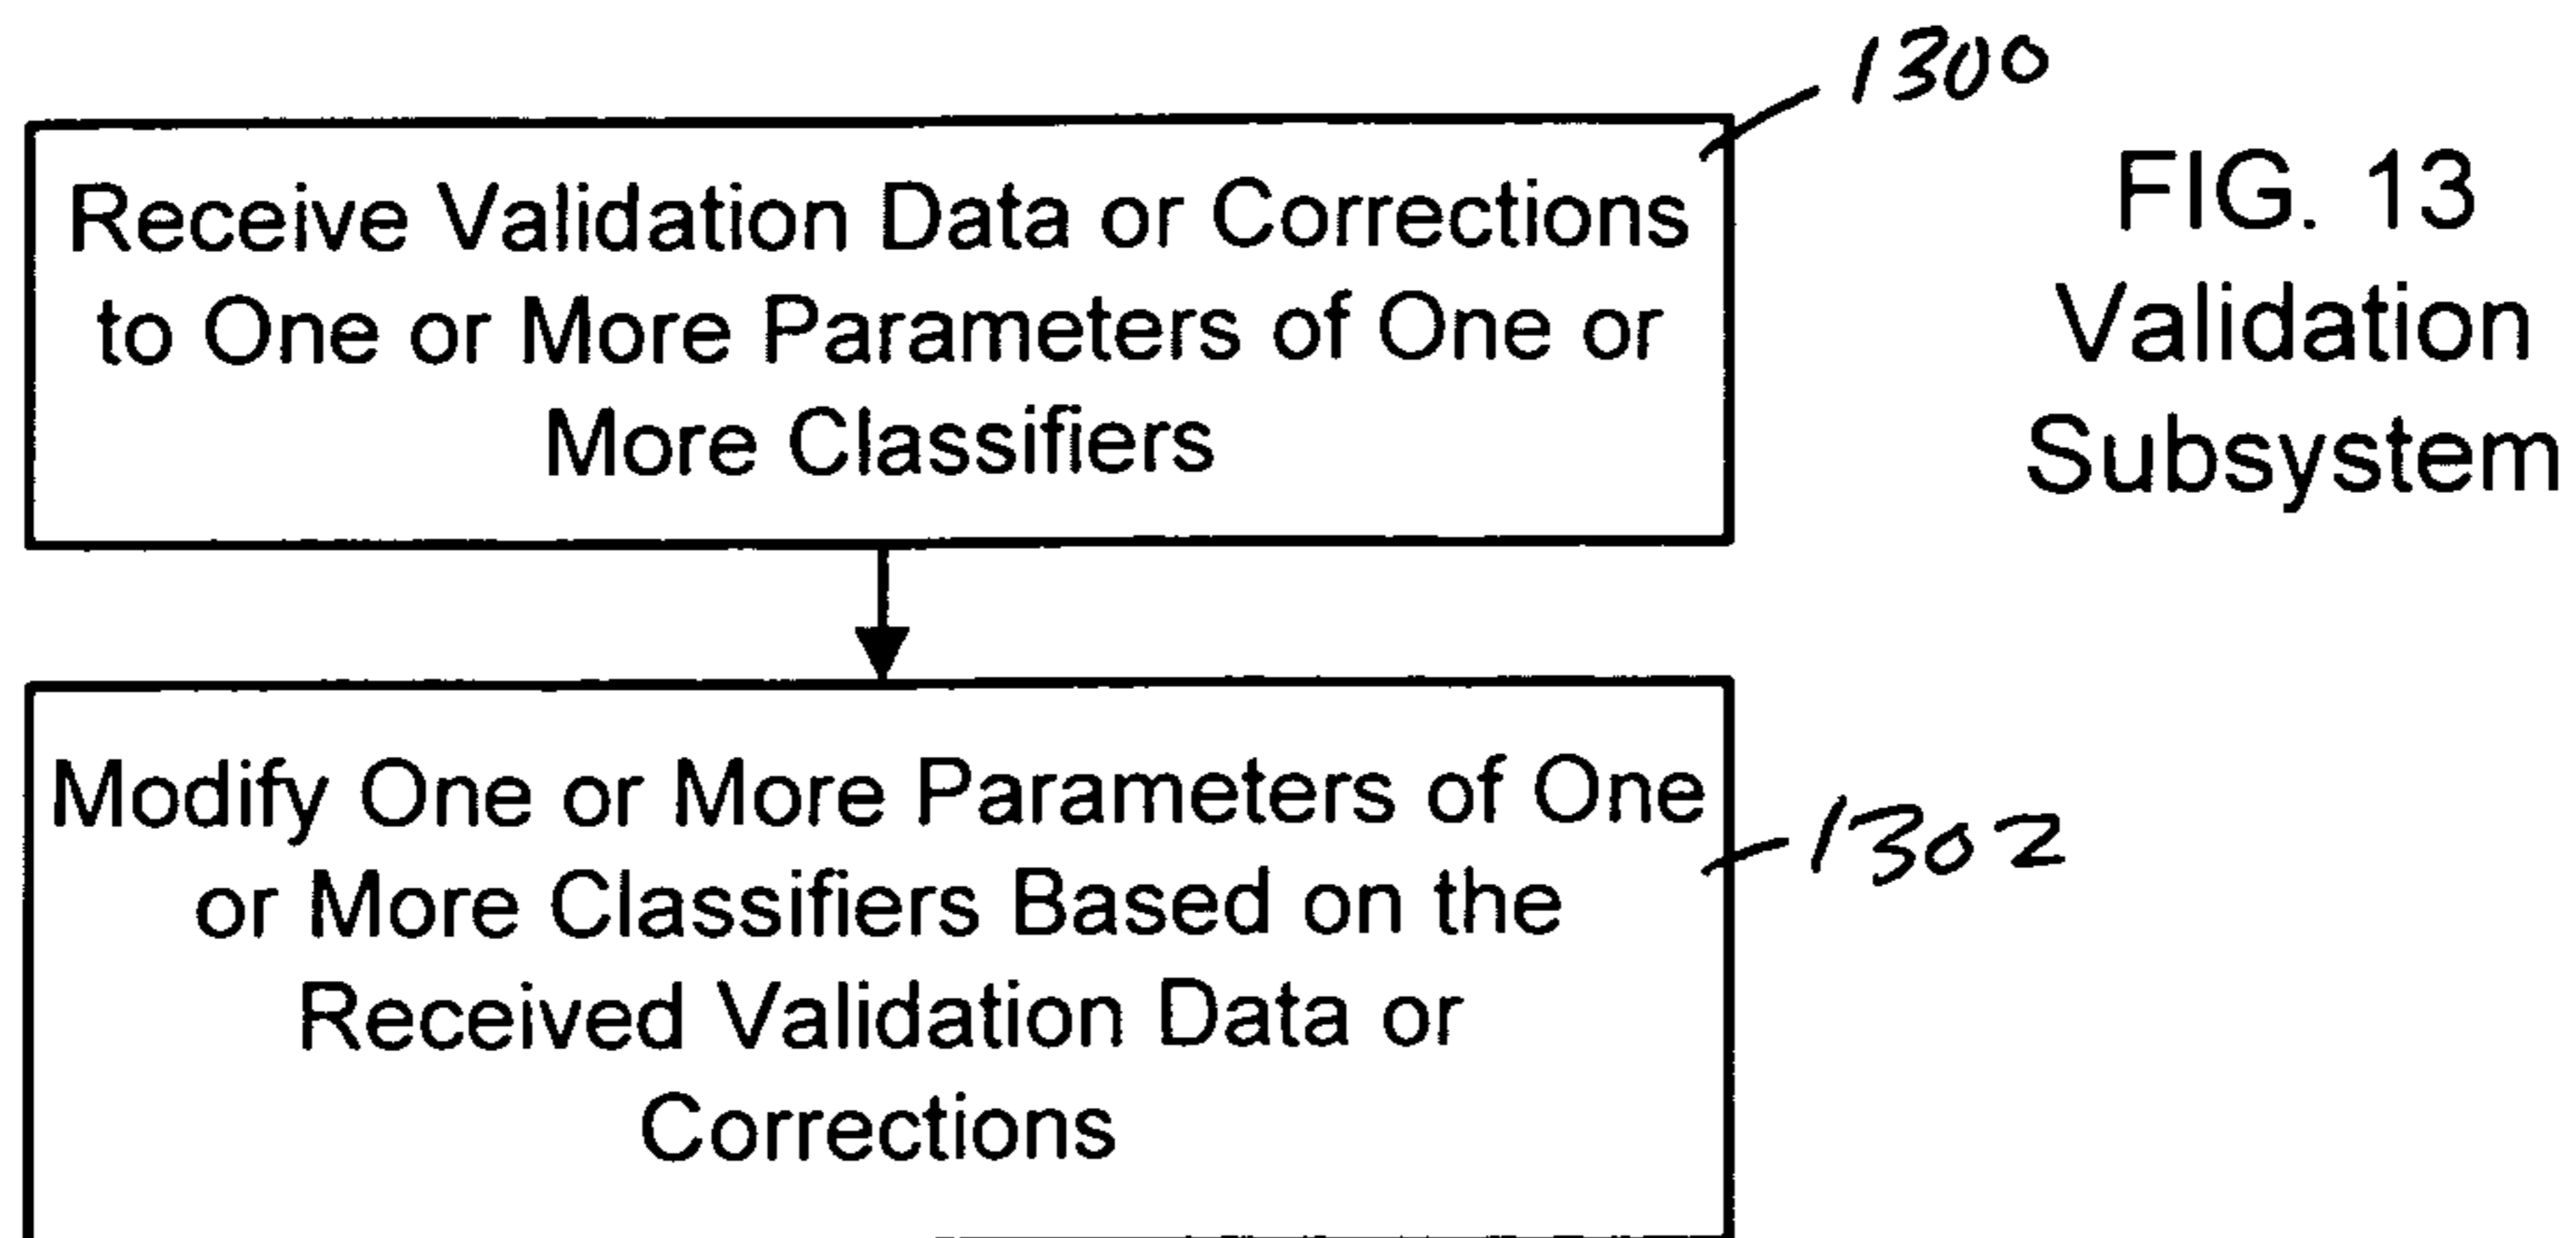 1300
Receive Validation Data or Corrections
to One or More Parameters of One or
More Classifiers
FIG. 13
Validation
Subsystem
Modify One or More Parameters of One
or More Classifiers Based on the
Received Validation Data or
Corrections
1302